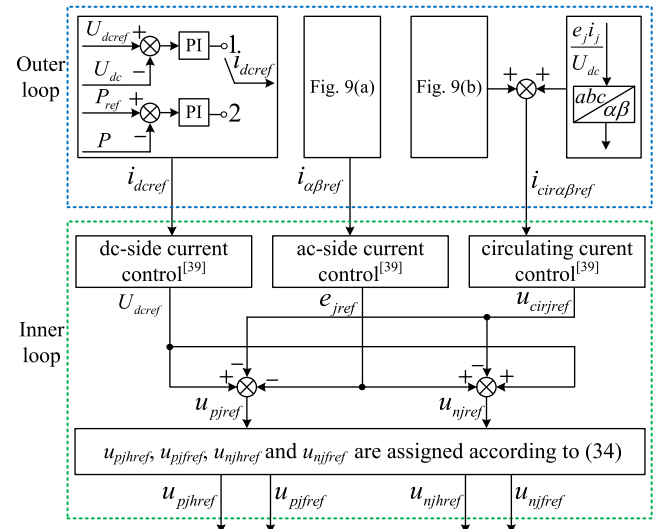 Outer
loop
U_dcref + PI 1
U_dc −
i_dcref
P_ref + PI 2
P −
Fig. 9(a)
Fig. 9(b)
+ +
e_j i_j
U_dc
abc
αβ
i_dcref
i_αβref
i_cirαβref
Inner
loop
dc-side current
control[39]
ac-side current
control[39]
circulating curent
control[39]
U_dcref
e_jref
u_cirjref
− −
+ − + +
u_pjref
u_njref
u_pjhref, u_pjfref, u_njhref and u_njfref are assigned according to (34)
u_pjhref
u_pjfref
u_njhref
u_njfref